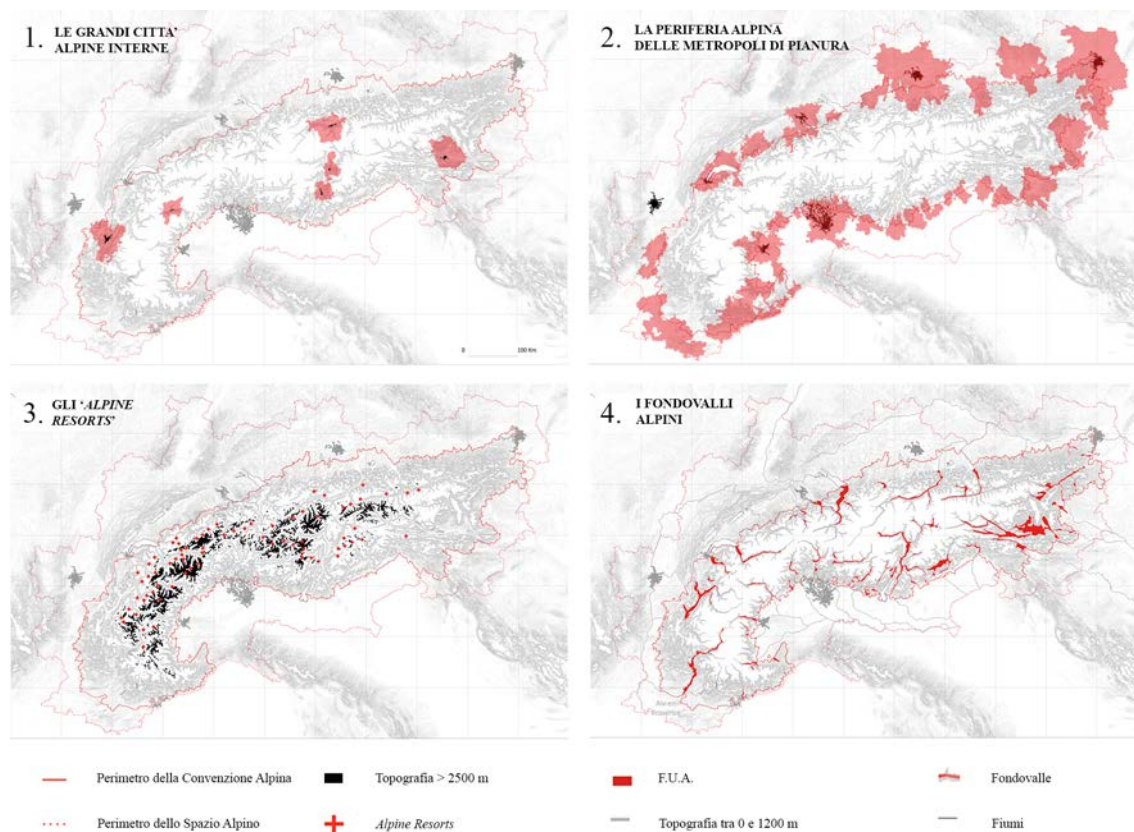 1. LE GRANDI CITTA'
ALPINE INTERNE
0 100 Km
2. LA PERIFERIA ALPINA
DELLE METROPOLI DI PIANURA
3. GLI 'ALPINE
RESORTS'
4. I FONDOVALLI
ALPINI
Perimetro della Convenzione Alpina
Topografia > 2500 m
F.U.A.
Fondovalle
Perimetro dello Spazio Alpino
Alpine Resorts
Topografia tra 0 e 1200 m
Fiumi